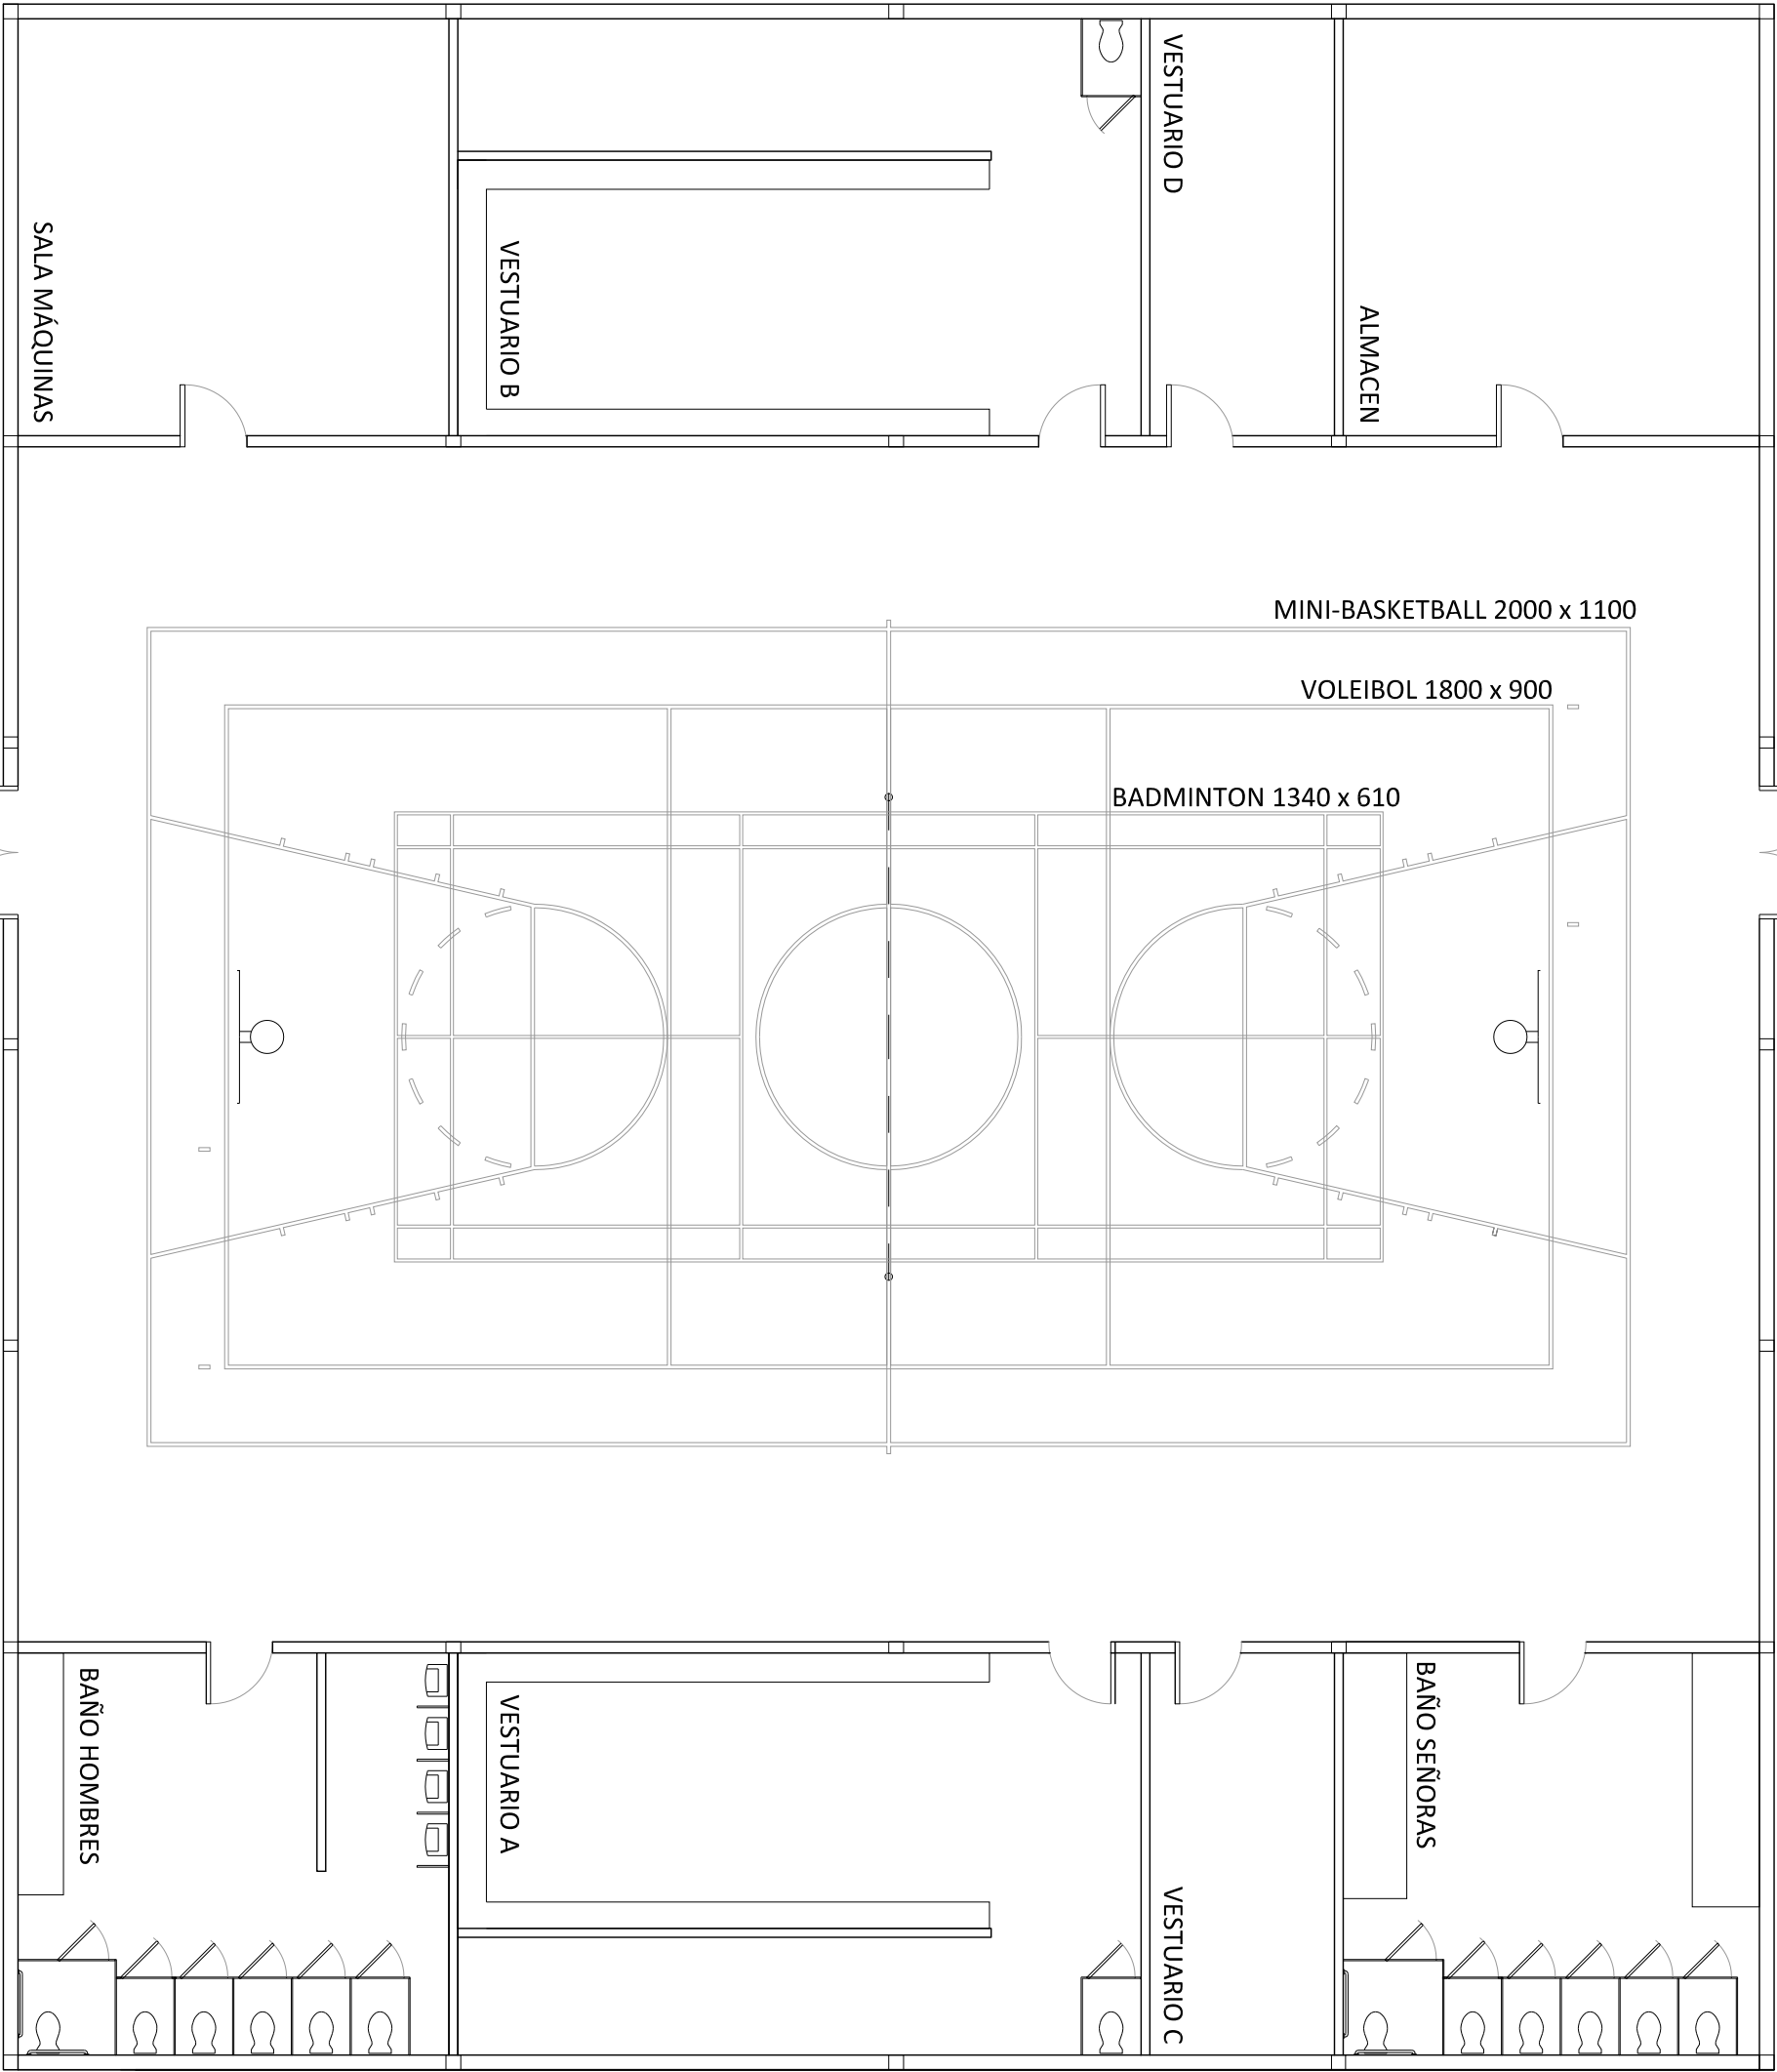 VESTUARIO D
SALA MÁQUINAS
VESTUARIO B
ALMACEN
MINI-BASKETBALL 2000 x 1100
VOLEIBOL 1800 x 900
BADMINTON 1340 x 610
BAÑO HOMBRES
VESTUARIO A
BAÑO SEÑORAS
VESTUARIO C